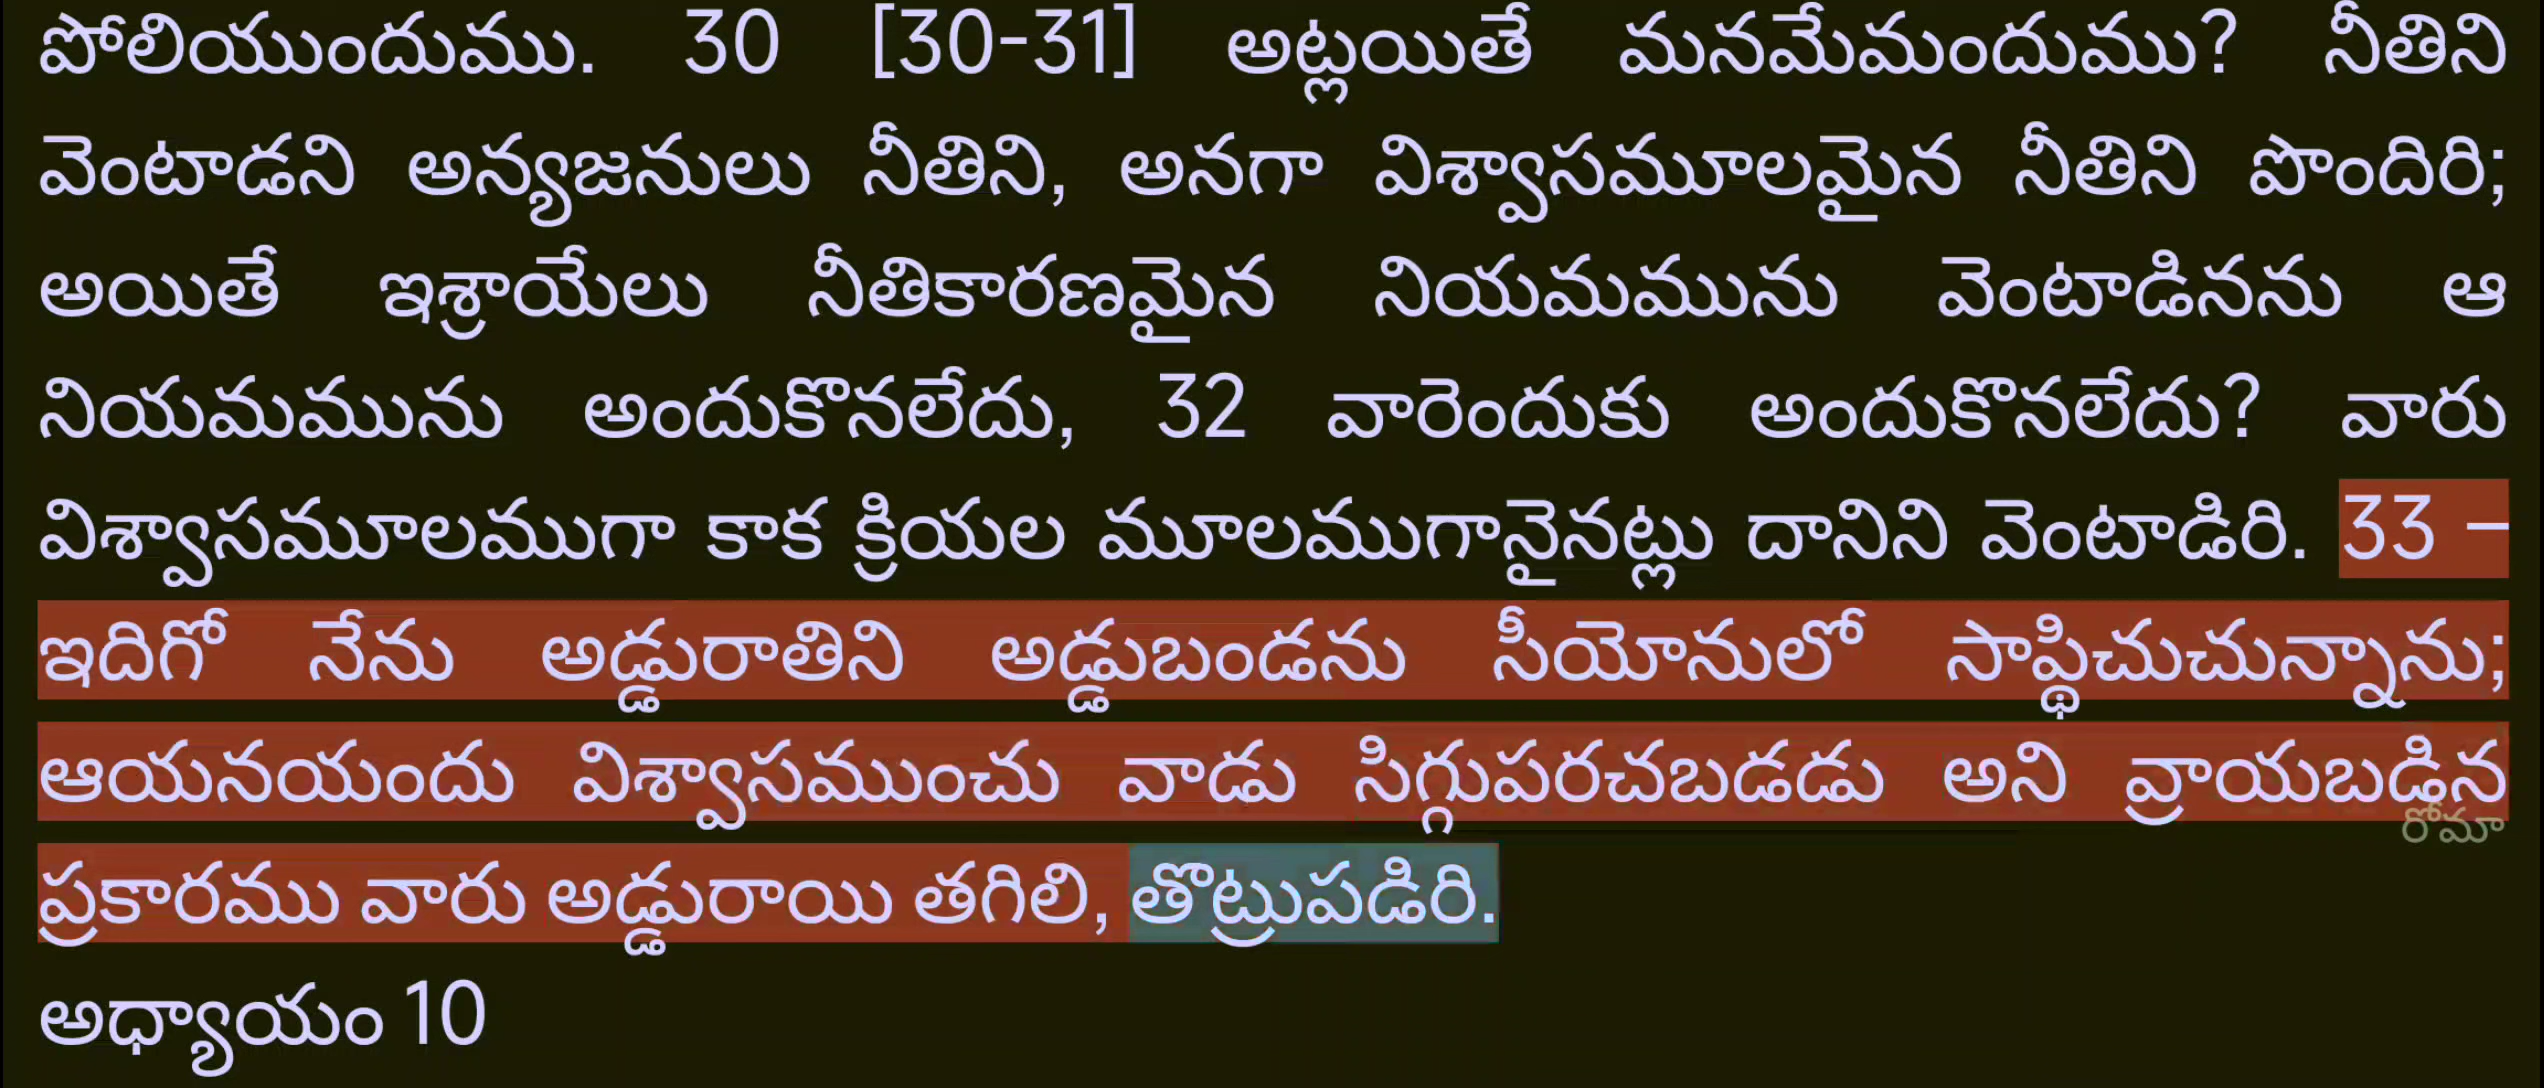 పోలియుందుము. 30 [30-31] అట్లయితే మనమేమందుము? నీతిని
వెంటాడని అన్యజనులు నీతిని, అనగా విశ్వాసమూలమైన నీతిని పొందిరి;
అయితే ఇశ్రాయేలు నీతికారణమైన నియమమును వెంటాడినను ఆ
నియమమును అందుకొనలేదు, 32 వారెందుకు అందుకొనలేదు? వారు
విశ్వాసమూలముగా కాక క్రియల మూలముగానైనట్లు దానిని వెంటాడిరి. 33 –
ఇదిగో నేను అడ్డురాతిని అడ్డుబండను సీయోనులో సాప్థిచుచున్నాను;
ఆయనయందు విశ్వాసముంచు వాడు సిగ్గుపరచబడడు అని వ్రాయబడిన
రోమా
ప్రకారము వారు అడ్డురాయి తగిలి, తొట్రుపడిరి.
అధ్యాయం 10